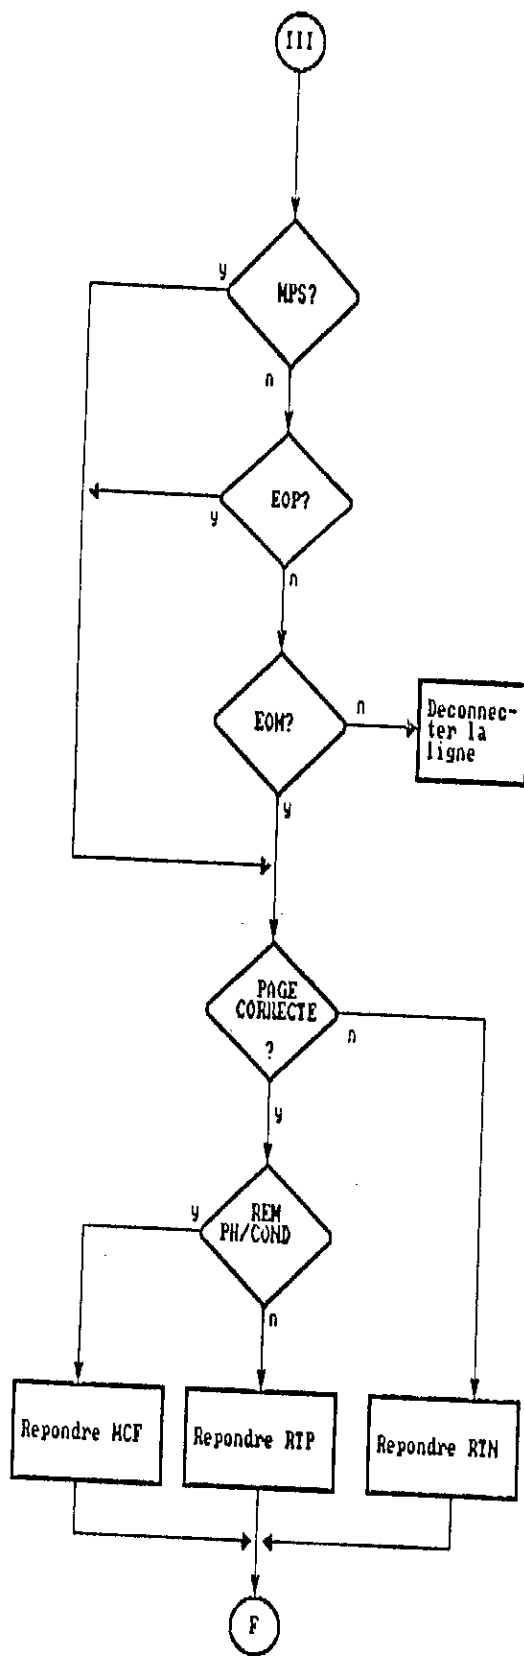 III
y
MPS?
n
EOP?
y
n
EOM?
n
Deconnec-
ter la
ligne
y
PAGE
CORRECTE
?
n
y
y
REM
PH/COND
n
Repondre MCF
Repondre RTP
Repondre RTN
F